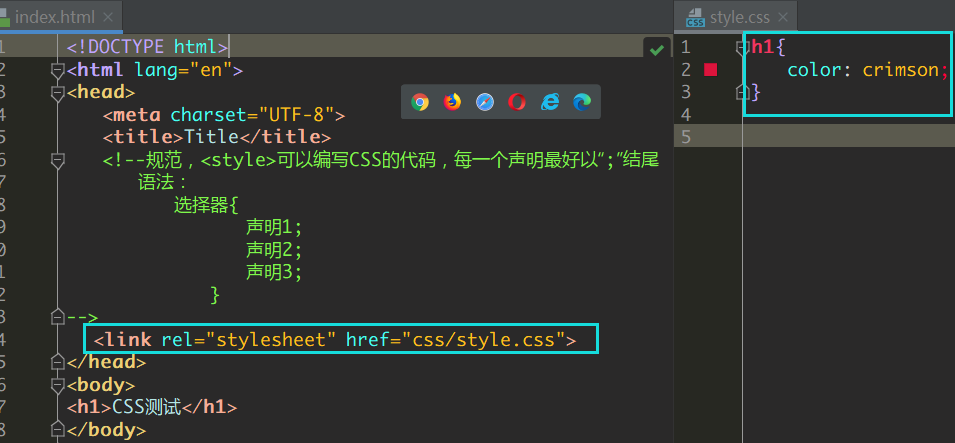 index.html
style.css
1 <!DOCTYPE html>
2 <html lang="en">
3 <head>
4 <meta charset="UTF-8">
5 <title>Title</title>
6 <!--规范，<style>可以编写CSS的代码，每一个声明最好以“;”结尾
7 语法：
8 选择器{
9 声明1;
0 声明2;
1 声明3;
2 }
3 -->
4 <link rel="stylesheet" href="css/style.css">
5 </head>
6 <body>
7 <h1>CSS测试</h1>
8 </body>
1 h1{
2 color: crimson;
3 }
4
5